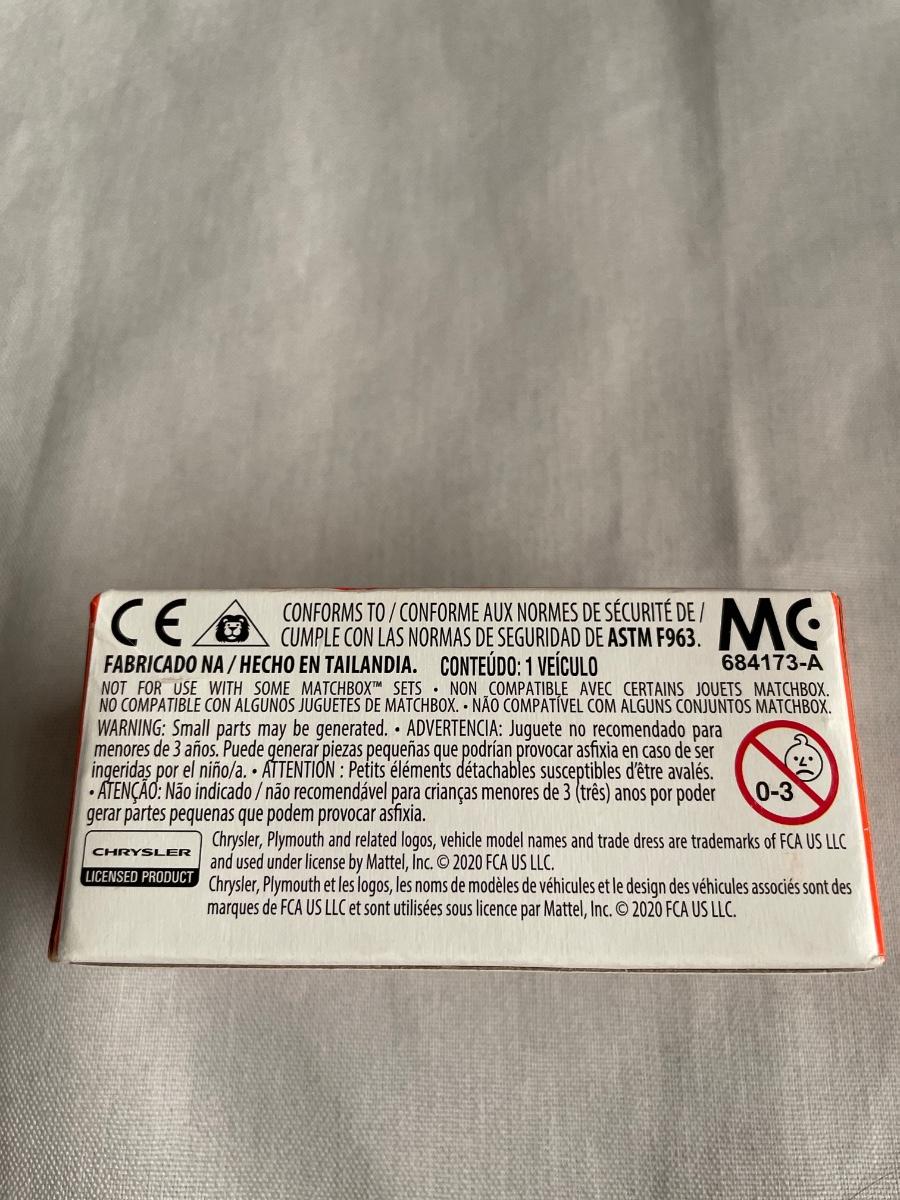 CE
CONFORMS TO / CONFORME AUX NORMES DE SÉCURITÉ DE /
CUMPLE CON LAS NORMAS DE SEGURIDAD DE ASTM F963.
MC
684173-A
FABRICADO NA / HECHO EN TAILANDIA. CONTEÚDO: 1 VEÍCULO
NOT FOR USE WITH SOME MATCHBOX™ SETS • NON COMPATIBLE AVEC CERTAINS JOUETS MATCHBOX.
NO COMPATIBLE CON ALGUNOS JUGUETES DE MATCHBOX. • NÃO COMPATÍVEL COM ALGUNS CONJUNTOS MATCHBOX.
WARNING: Small parts may be generated. • ADVERTENCIA: Juguete no recomendado para
menores de 3 años. Puede generar piezas pequeñas que podrían provocar asfixia en caso de ser
ingeridas por el niño/a. • ATTENTION : Petits éléments détachables susceptibles d'être avalés.
• ATENÇÃO: Não indicado / não recomendável para crianças menores de 3 (três) anos por poder
gerar partes pequenas que podem provocar asfixia.
0-3
CHRYSLER
LICENSED PRODUCT
Chrysler, Plymouth and related logos, vehicle model names and trade dress are trademarks of FCA US LLC
and used under license by Mattel, Inc. © 2020 FCA US LLC.
Chrysler, Plymouth et les logos, les noms de modèles de véhicules et le design des véhicules associés sont des
marques de FCA US LLC et sont utilisées sous licence par Mattel, Inc. © 2020 FCA US LLC.